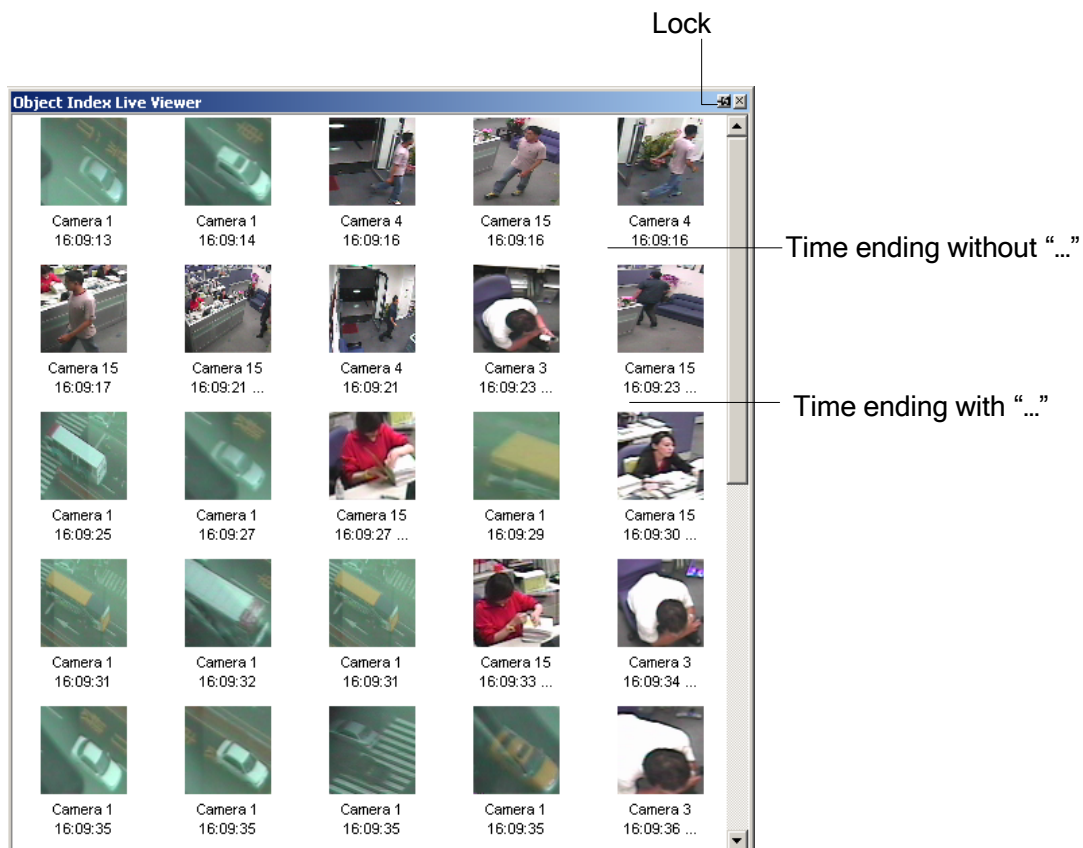 Lock
Object Index Live Viewer
Camera 1 Camera 1 Camera 4 Camera 15 Camera 4
16:09:13 16:09:14 16:09:16 16:09:16 16:09:16
Time ending without “…”
Camera 15 Camera 15 Camera 4 Camera 3 Camera 15
16:09:17 16:09:21 ... 16:09:21 16:09:23 ... 16:09:23 ...
Time ending with “…”
Camera 1 Camera 1 Camera 15 Camera 1 Camera 15
16:09:25 16:09:27 16:09:27 ... 16:09:29 16:09:30 ...
Camera 1 Camera 1 Camera 1 Camera 15 Camera 3
16:09:31 16:09:32 16:09:31 16:09:33 ... 16:09:34 ...
Camera 1 Camera 1 Camera 1 Camera 1 Camera 3
16:09:35 16:09:35 16:09:35 16:09:35 16:09:36 ...